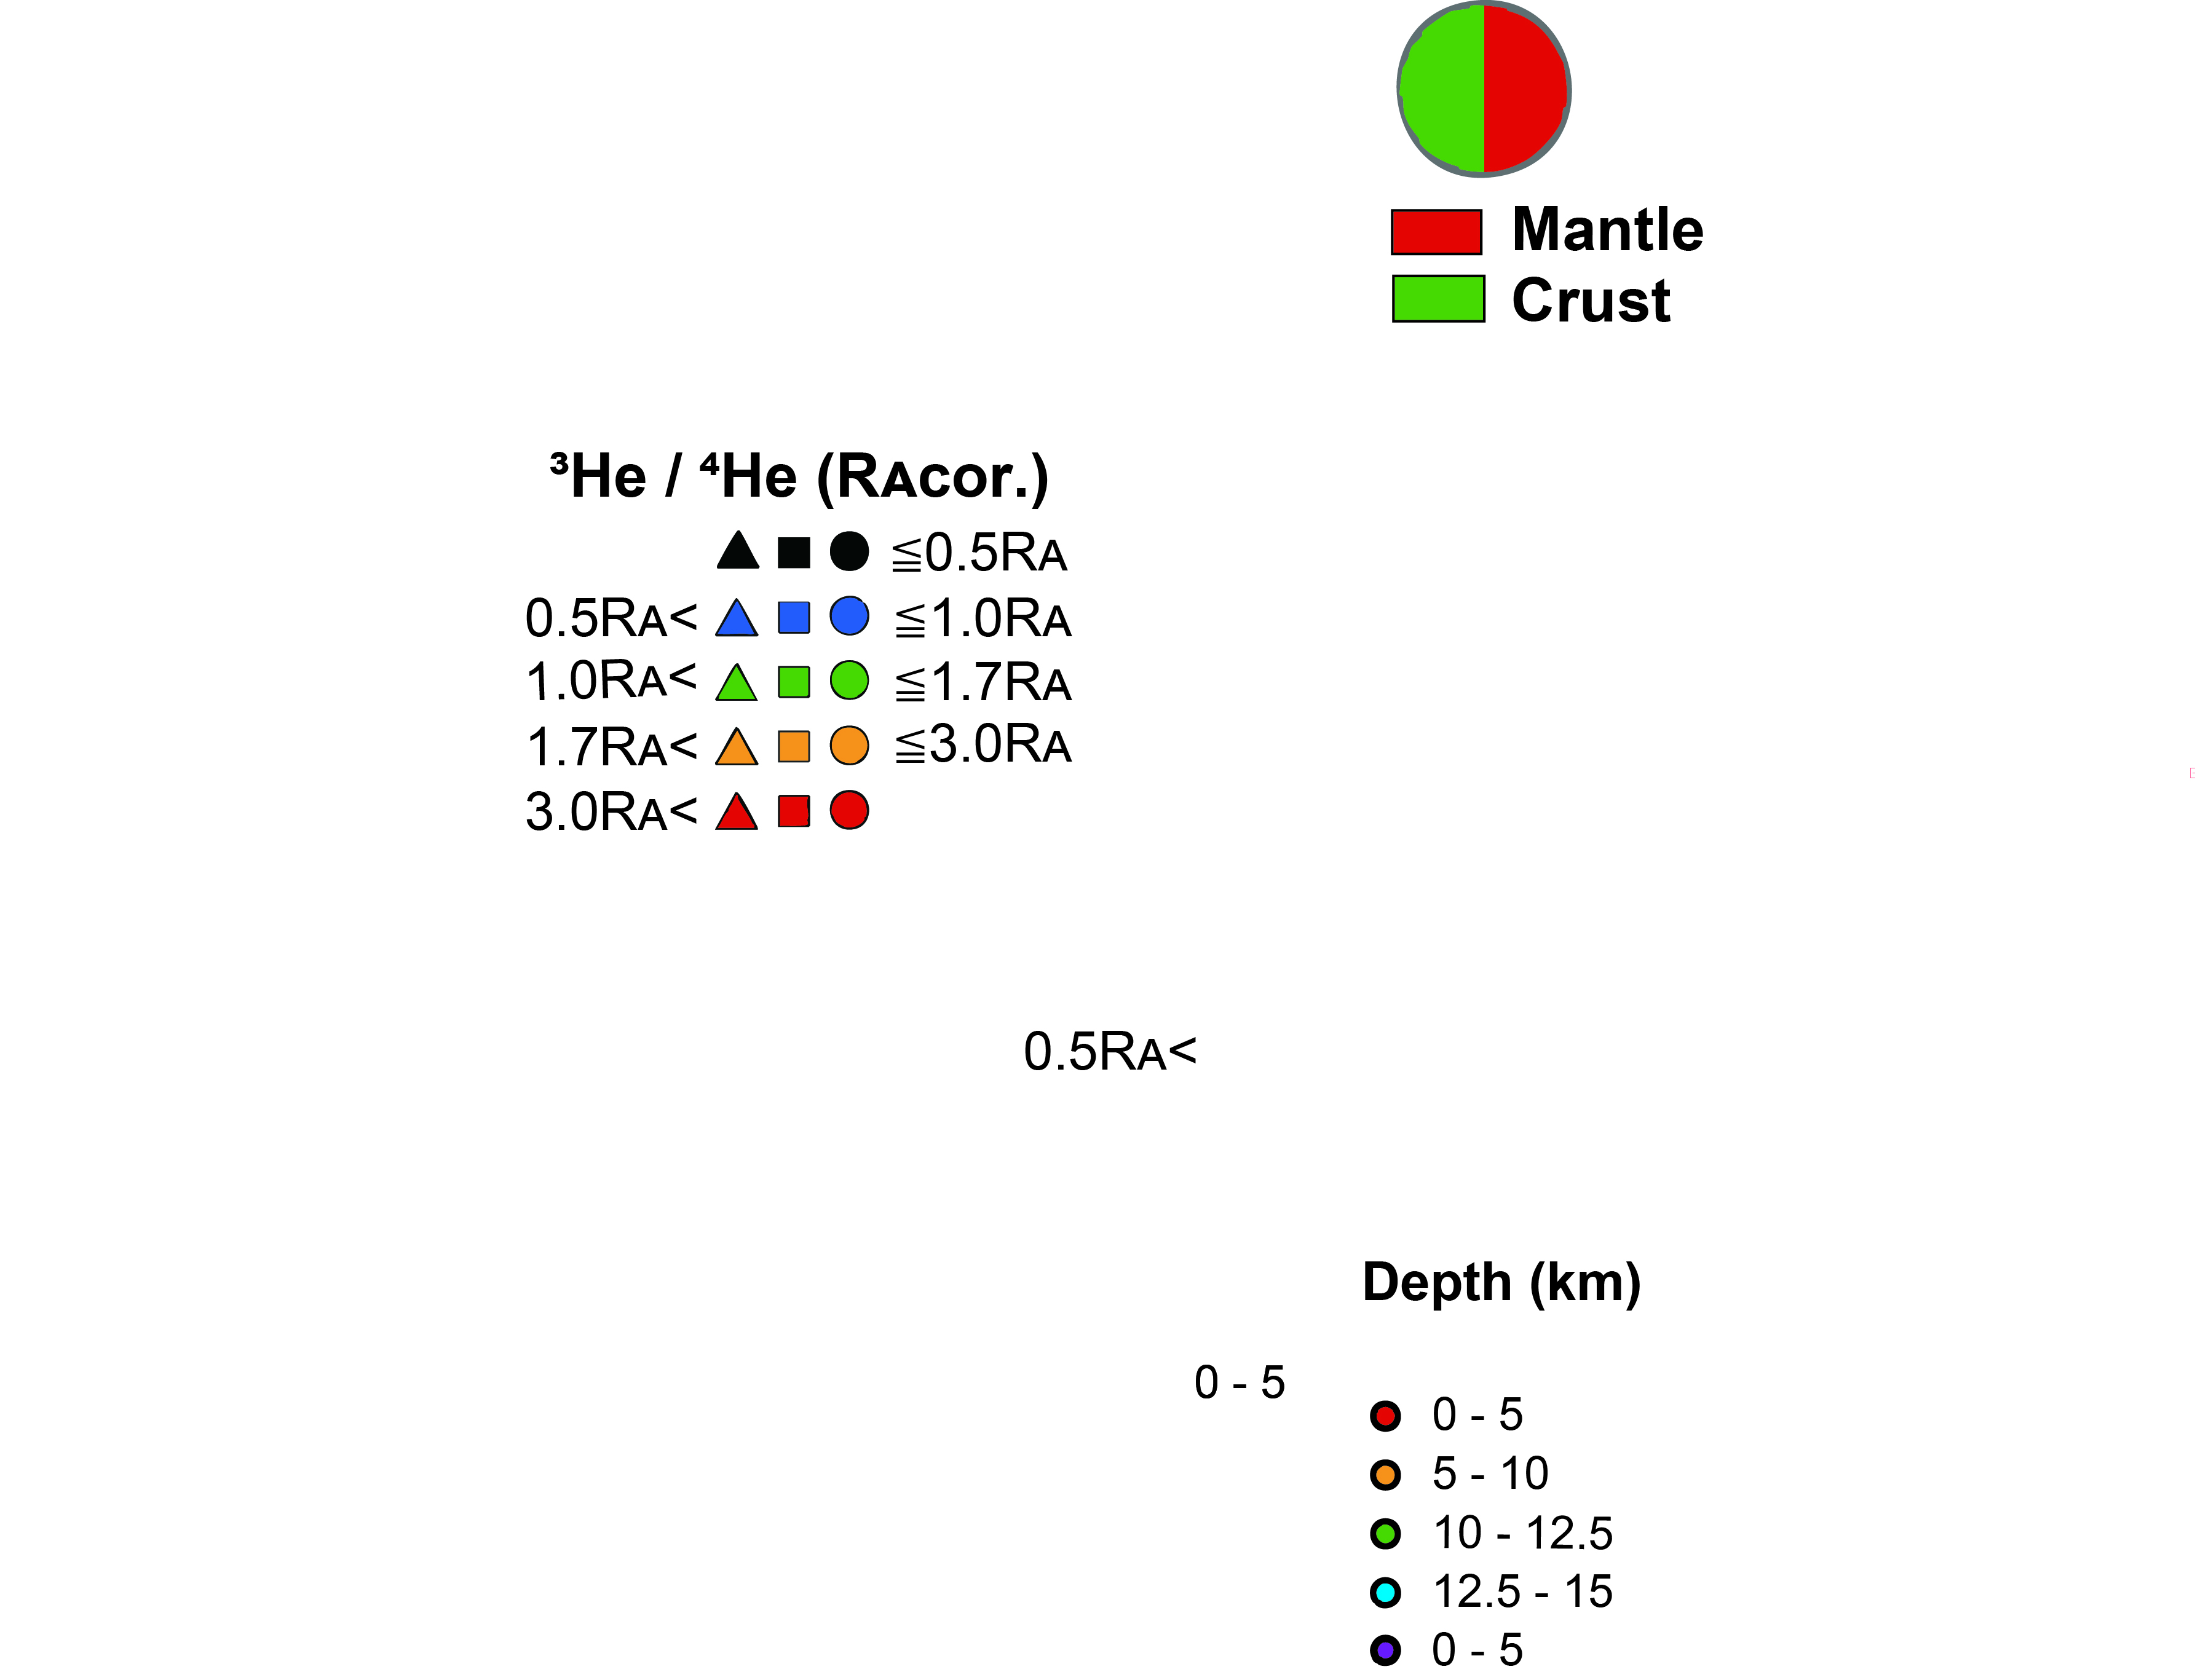 Mantle
Crust
³He / ⁴He (RAcor.)
≦0.5RA
0.5RA< ≦1.0RA
1.0RA< ≦1.7RA
1.7RA< ≦3.0RA
3.0RA<
0.5RA<
Depth (km)
0 - 5
0 - 5
5 - 10
10 - 12.5
12.5 - 15
0 - 5